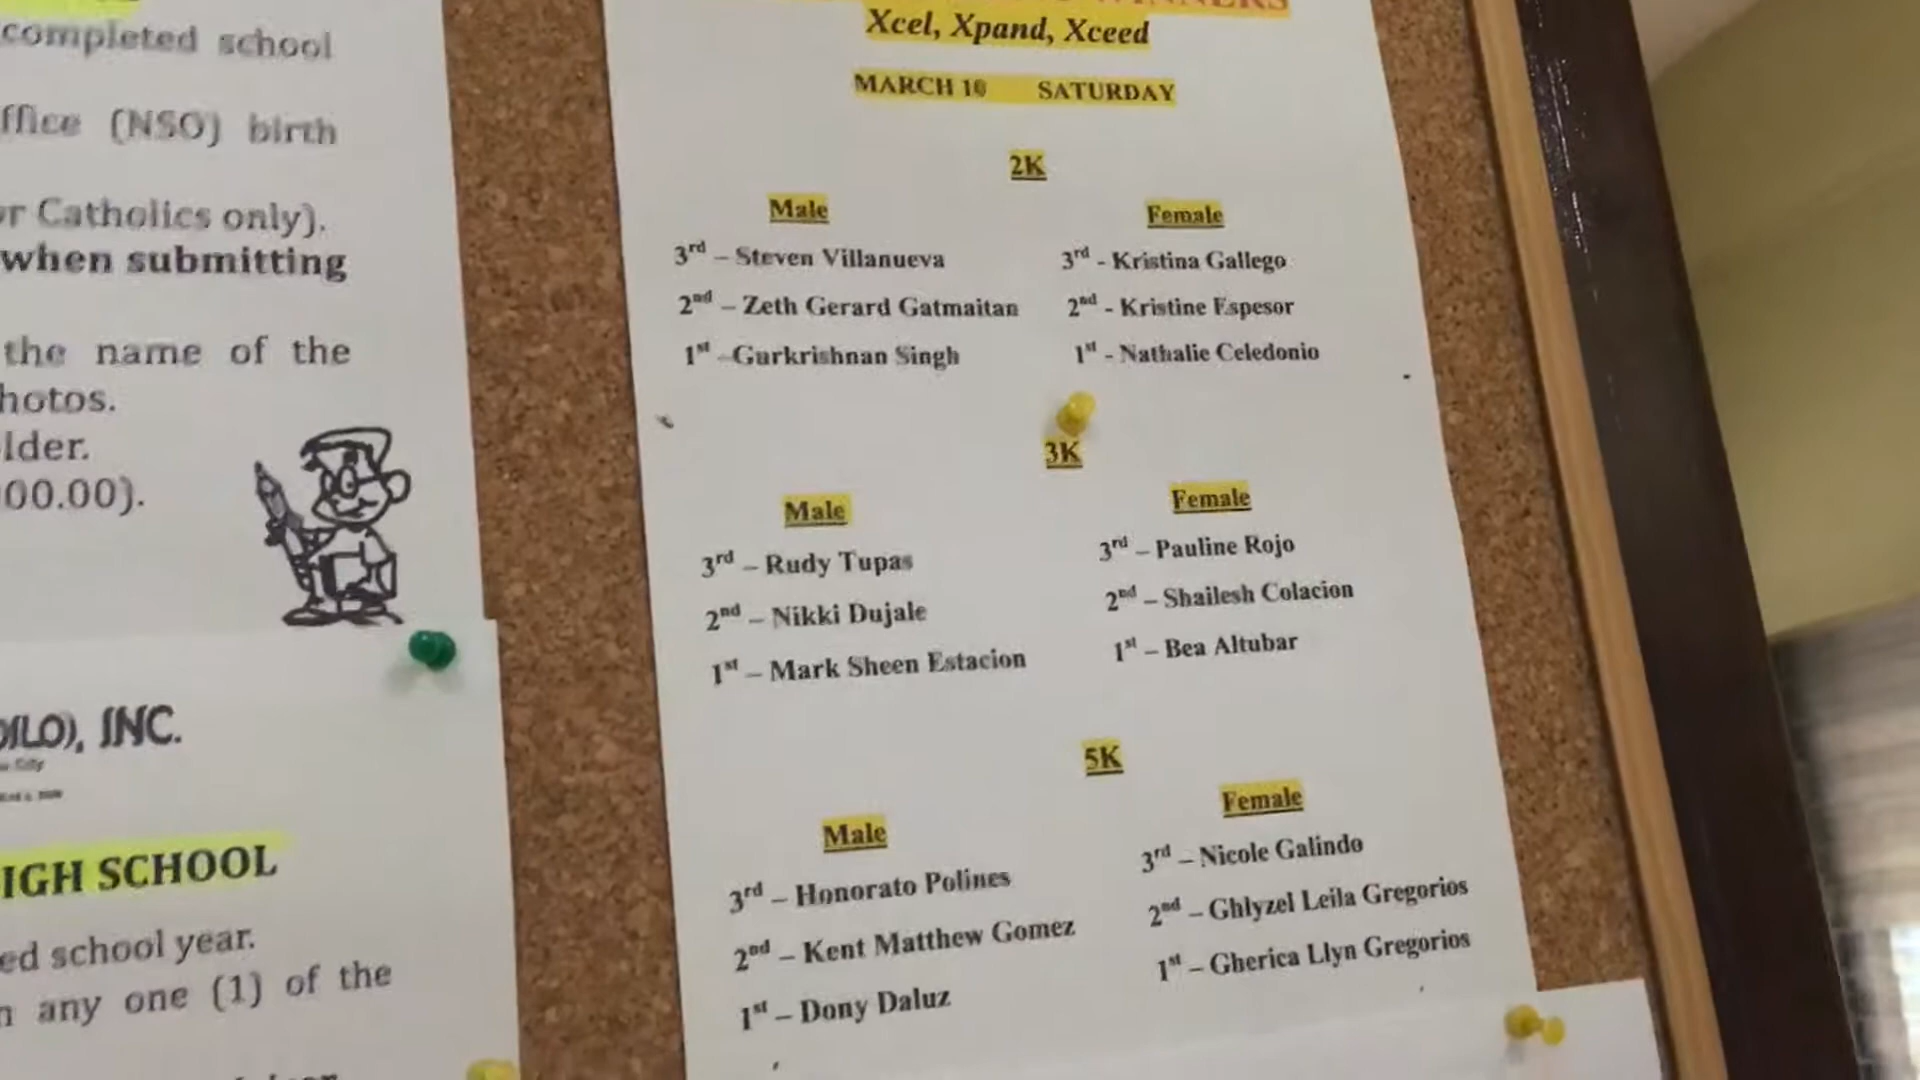 completed school
ffice (NSO) birth
r Catholics only).
when submitting
the name of the
hotos.
lder.
00.00).
INC.
IGH SCHOOL
ed school year.
any one (1) of the
WINNERS
Xcel, Xpand, Xceed
MARCH 10 SATURDAY
2K
Male Female
3rd – Steven Villanueva 3rd - Kristina Gallego
2nd – Zeth Gerard Gatmaitan 2nd - Kristine Espesor
1st –Gurkrishnan Singh 1st - Nathalie Celedonio
3K
Male Female
3rd – Rudy Tupas 3rd – Pauline Rojo
2nd – Nikki Dujale 2nd – Shailesh Colacion
1st – Mark Sheen Estacion 1st – Bea Altubar
5K
Male Female
3rd – Honorato Polines 3rd – Nicole Galindo
2nd – Kent Matthew Gomez 2nd – Ghlyzel Leila Gregorios
1st – Dony Daluz 1st – Gherica Llyn Gregorios